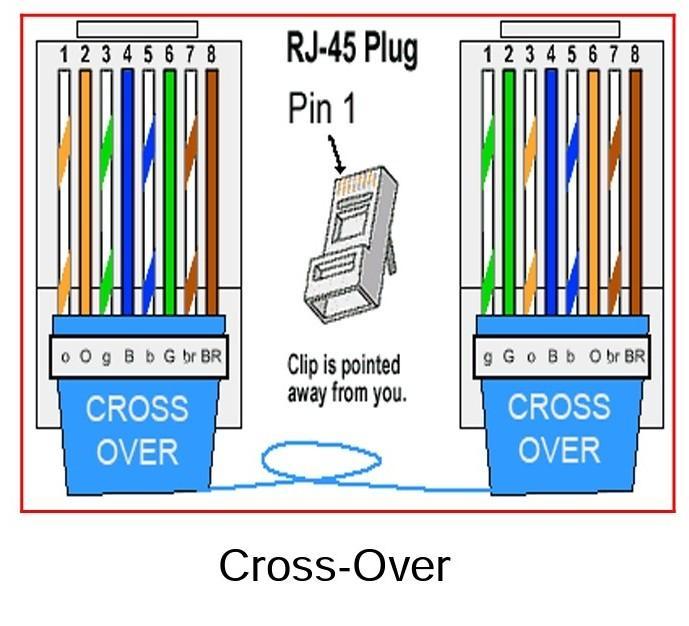 1 2 3 4 5 6 7 8
RJ-45 Plug
Pin 1
1 2 3 4 5 6 7 8
Clip is pointed
away from you.
o O g B b G br BR
CROSS
OVER
g G o B b O br BR
CROSS
OVER
Cross-Over